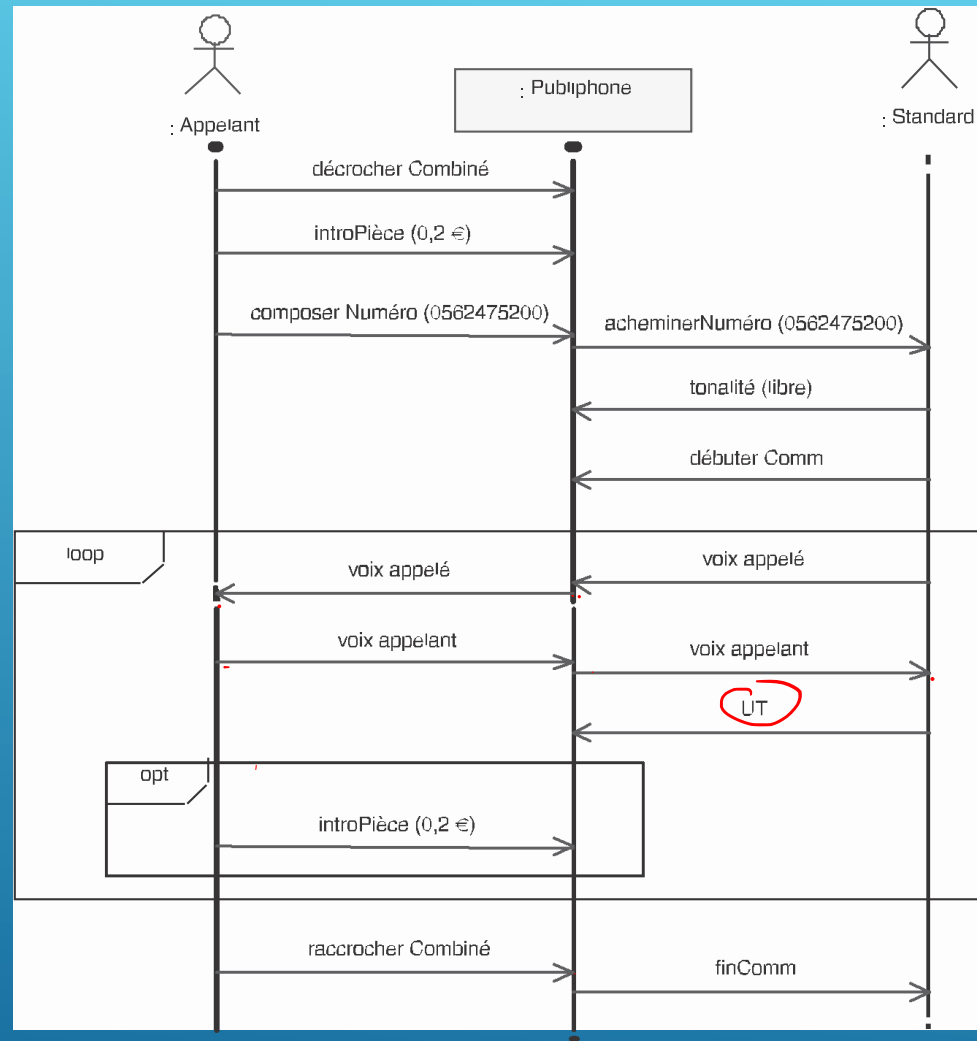 : Appelant
: Publiphone
: Standard
décrocher Combiné
introPièce (0,2 €)
composer Numéro (0562475200)
acheminerNuméro (0562475200)
tonalité (libre)
débuter Comm
loop
voix appelé
voix appelé
voix appelant
voix appelant
UT
opt
introPièce (0,2 €)
raccrocher Combiné
finComm